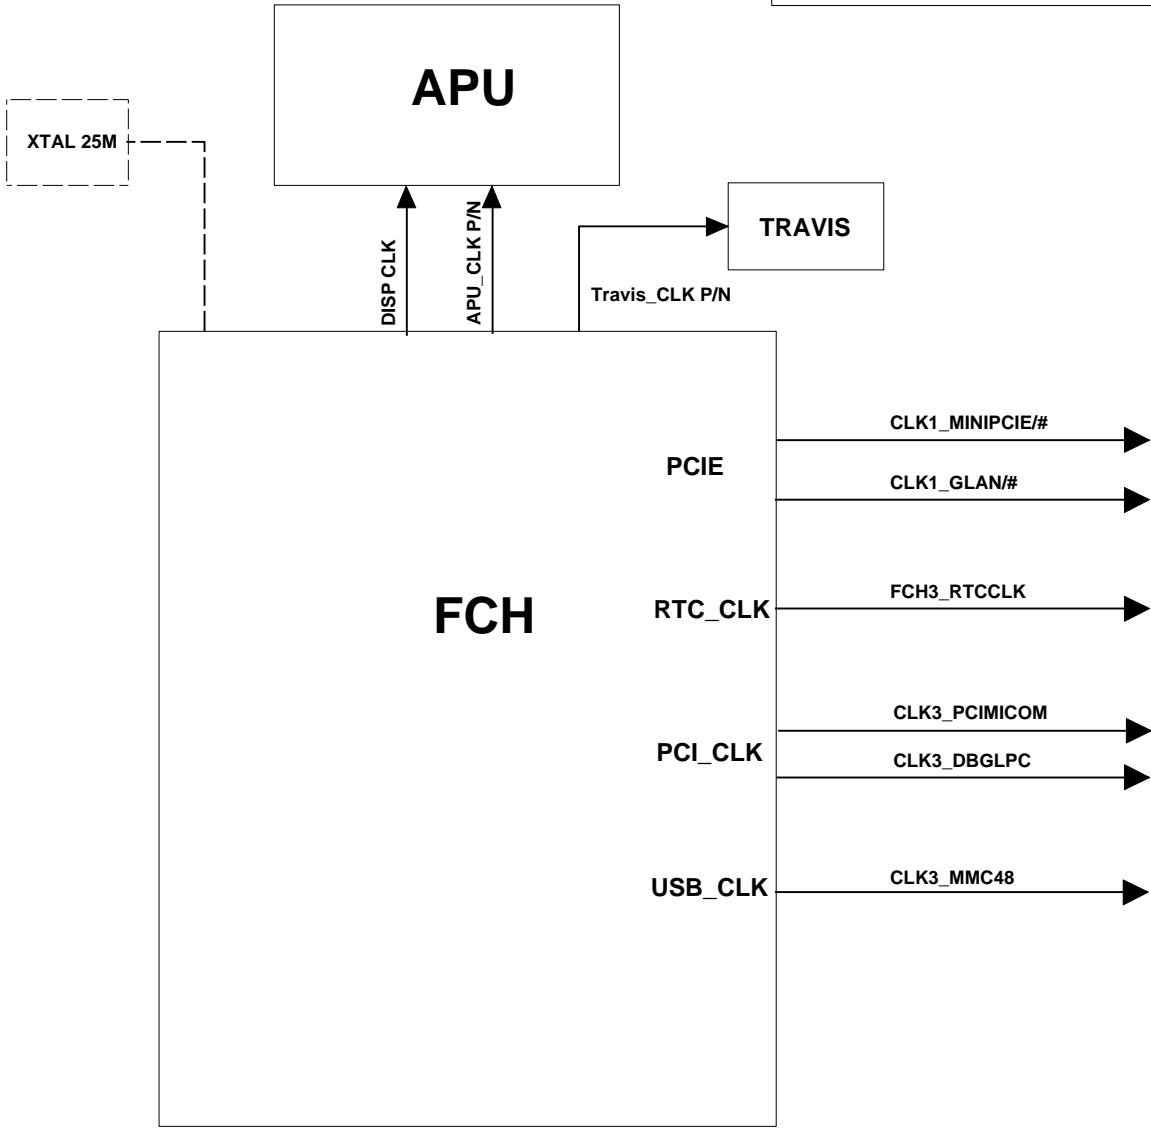 APU
XTAL 25M
TRAVIS
DISP CLK
APU_CLK P/N
Travis_CLK P/N
CLK1_MINIPCIE/#
PCIE
CLK1_GLAN/#
FCH3_RTCCLK
FCH
RTC_CLK
CLK3_PCIMICOM
PCI_CLK
CLK3_DBGLPC
CLK3_MMC48
USB_CLK